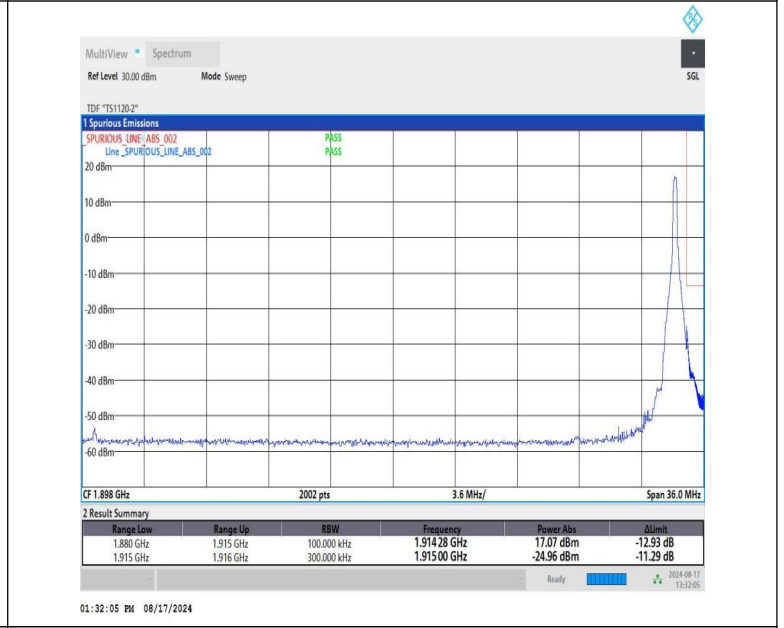 MultiView Spectrum
Ref Level 30.00 dBm Mode Sweep SGL
TDF "TS1120-2"
1 Spurious Emissions
SPURIOUS_LINE_ABS_002 PASS
Line _SPURIOUS_LINE_ABS_002 PASS
20 dBm
10 dBm
0 dBm
-10 dBm
-20 dBm
-30 dBm
-40 dBm
-50 dBm
-60 dBm
CF 1.898 GHz 2002 pts 3.6 MHz/ Span 36.0 MHz
2 Result Summary
Range Low Range Up RBW Frequency Power Abs ΔLimit
1.880 GHz 1.915 GHz 100.000 kHz 1.91428 GHz 17.07 dBm -12.93 dB
1.915 GHz 1.916 GHz 300.000 kHz 1.91500 GHz -24.96 dBm -11.29 dB
Ready 2024-08-17
13:32:05
01:32:05 PM 08/17/2024